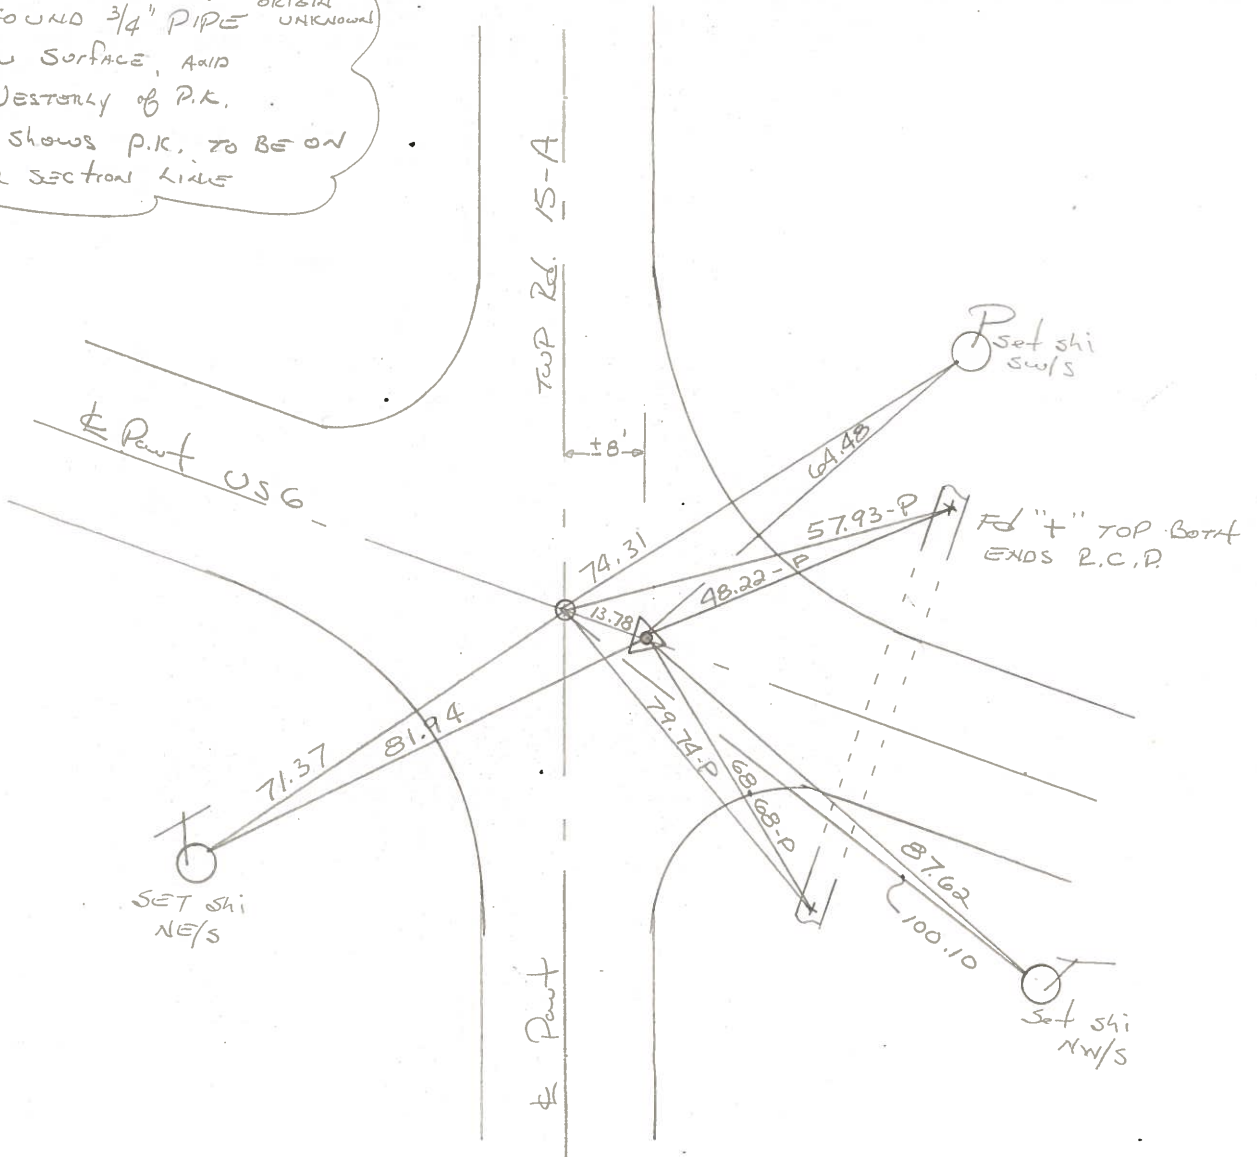 ORIGIN
OUND 3/4" PIPE UNKNOWN
SURFACE, AND
ESTERLY of P.K.
Shows P.K. TO BE ON
SECTION LINE
TWP Rd. 15-A
℄ Pavt US6
±8'
Set shi
SW/S
64.48
74.31
57.93-P
48.22-P
Fd "+" TOP BOTH
ENDS R.C.P.
13.78
71.37
81.94
79.74-P
68.68-P
87.62
100.10
SET shi
NE/S
℄ Pavt
Set shi
NW/S